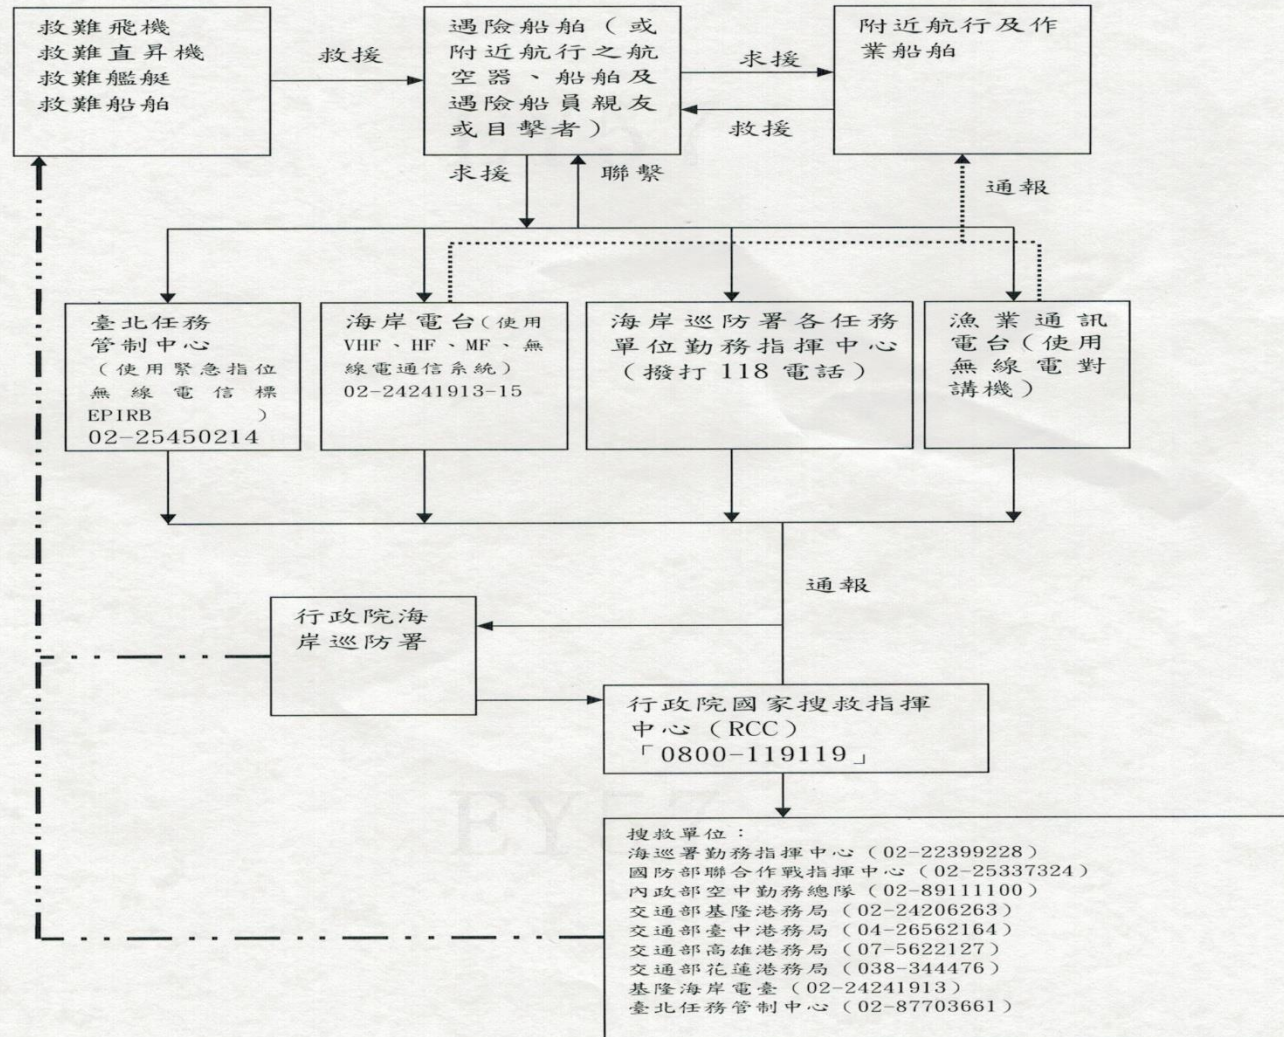 救難飛機
救難直昇機
救難艦艇
救難船舶
救援
遇險船舶（或
附近航行之航
空器、船舶及
遇險船員親友
或目擊者）
求援
救援
附近航行及作
業船舶
求援
聯繫
通報
臺北任務
管制中心
（使用緊急指位
無線電信標
EPIRB）
02-25450214
海岸電台(使用
VHF、HF、MF、無
線電通信系統)
02-24241913-15
海岸巡防署各任務
單位勤務指揮中心
（撥打118電話）
漁業通訊
電台(使用
無線電對
講機)
通報
行政院海
岸巡防署
行政院國家搜救指揮
中心（RCC）
「0800-119119」
搜救單位：
海巡署勤務指揮中心（02-22399228）
國防部聯合作戰指揮中心（02-25337324）
內政部空中勤務總隊（02-89111100）
交通部基隆港務局（02-24206263）
交通部臺中港務局（04-26562164）
交通部高雄港務局（07-5622127）
交通部花蓮港務局（038-344476）
基隆海岸電臺（02-24241913）
臺北任務管制中心（02-87703661）